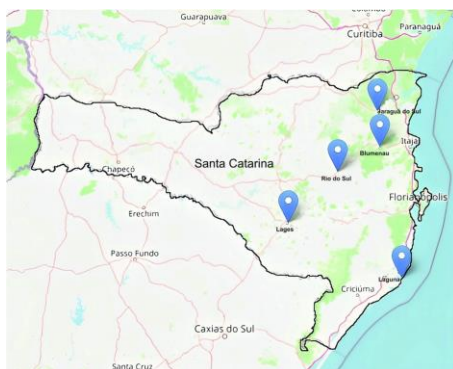 Guarapuava
Curitiba
Paranaguá
Jaraguá do Sul
Blumenau
Itajaí
Santa Catarina
Chapecó
Rio do Sul
Florianópolis
Erechim
Lages
Passo Fundo
Laguna
Criciúma
Caxias do Sul
Santa Cruz